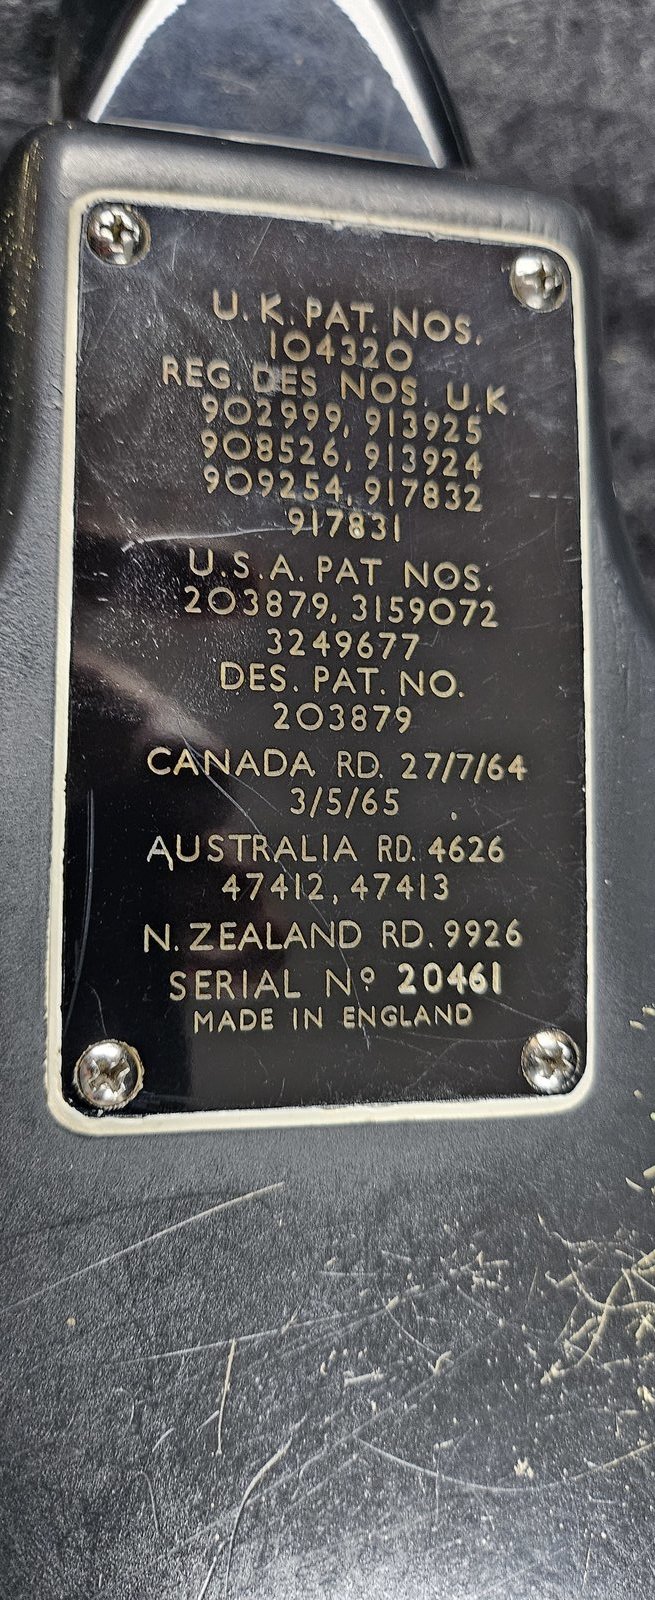 U.K. PAT. NOS.
104320
REG. DES NOS. U.K.
902999, 913925
908526, 913924
909254, 917832
917831
U.S.A. PAT NOS.
203879, 3159072
3249677
DES. PAT. NO.
203879
CANADA RD. 27/7/64
3/5/65
AUSTRALIA RD. 4626
47412, 47413
N. ZEALAND RD. 9926
SERIAL Nº 20461
MADE IN ENGLAND